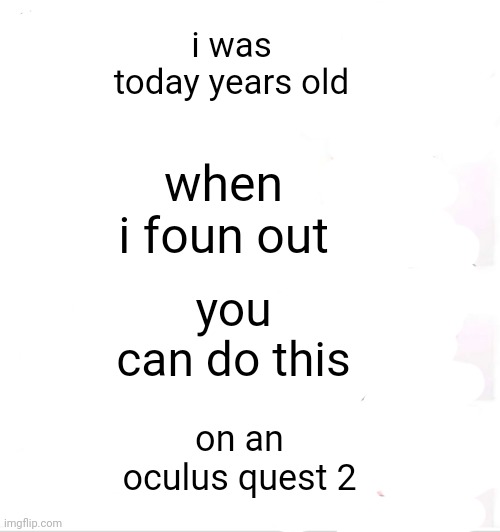 i was
today years old
when
i foun out
you
can do this
on an
oculus quest 2
imgflip.com